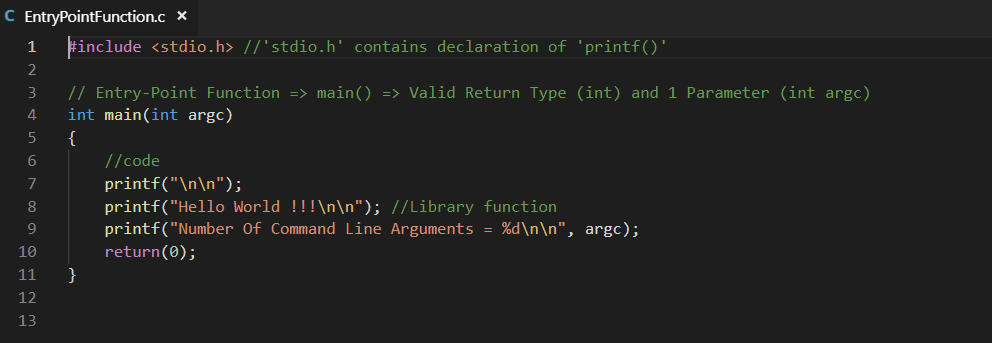 C EntryPointFunction.c ×
1 #include <stdio.h> //'stdio.h' contains declaration of 'printf()'
2
3 // Entry-Point Function => main() => Valid Return Type (int) and 1 Parameter (int argc)
4 int main(int argc)
5 {
6     //code
7     printf("\n\n");
8     printf("Hello World !!!\n\n"); //Library function
9     printf("Number Of Command Line Arguments = %d\n\n", argc);
10     return(0);
11 }
12
13